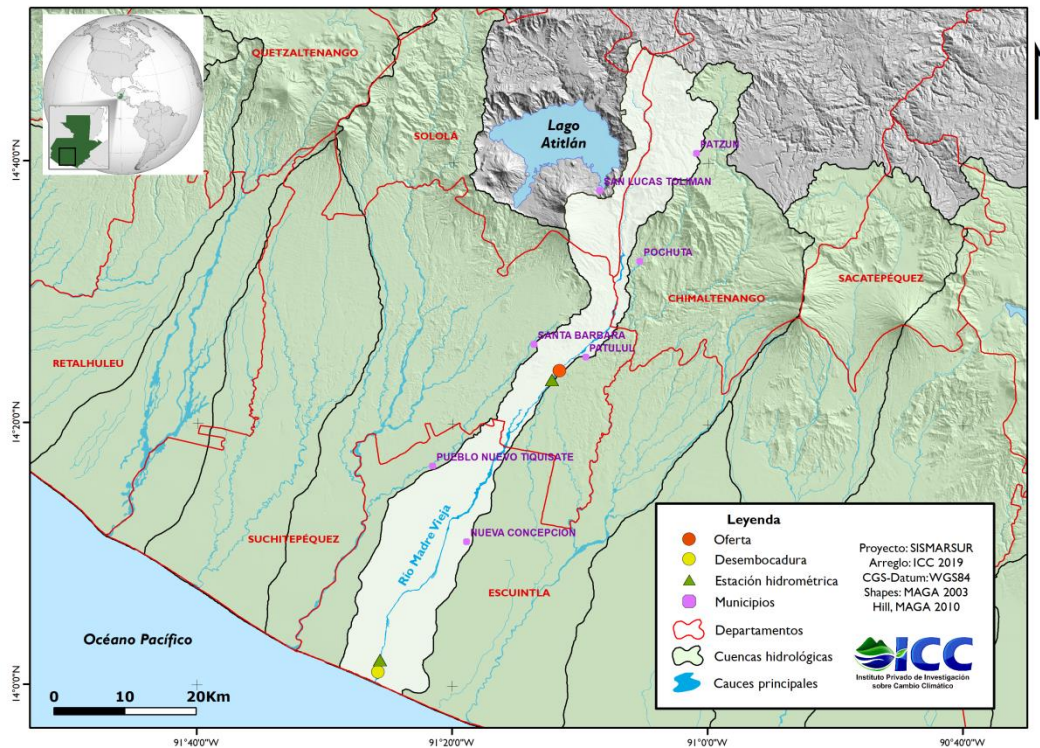 QUETZALTENANGO
SOLOLÁ
Lago
Atitlán
PATZUN
SAN LUCAS TOLIMAN
POCHUTA
SACATEPÉQUEZ
CHIMALTENANGO
SANTA BARBARA
PATULUL
RETALHULEU
PUEBLO NUEVO TIQUISATE
SUCHITEPÉQUEZ
Río Madre Vieja
NUEVA CONCEPCION
ESCUINTLA
Océano Pacífico
0 10 20Km
14°40'0"N
14°20'0"N
14°0'0"N
91°40'0"W
91°20'0"W
91°0'0"W
90°40'0"W
Leyenda
Oferta
Desembocadura
Estación hidrométrica
Municipios
Departamentos
Cuencas hidrológicas
Cauces principales
Proyecto: SISMARSUR
Arreglo: ICC 2019
CGS-Datum: WGS84
Shapes: MAGA 2003
Hill, MAGA 2010
ICC
Instituto Privado de Investigación
sobre Cambio Climático